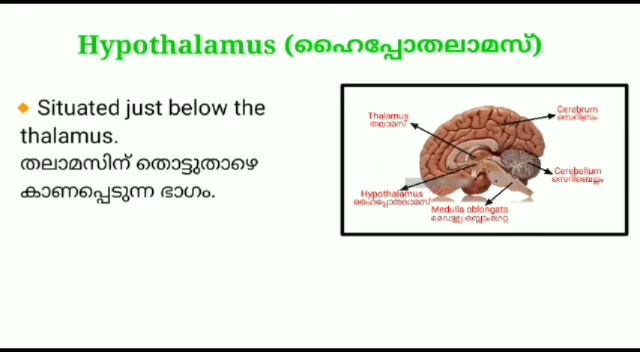 Hypothalamus (ഹൈപ്പോതലാമസ്)
🔸 Situated just below the
thalamus.
തലാമസിന് തൊട്ടുതാഴെ
കാണപ്പെടുന്ന ഭാഗം.
Thalamus
തലാമസ്
Cerebrum
സെറിബ്രം
Cerebellum
സെറിബെല്ലം
Hypothalamus
ഹൈപ്പോതലാമസ്
Medulla oblongata
മെഡുല്ല